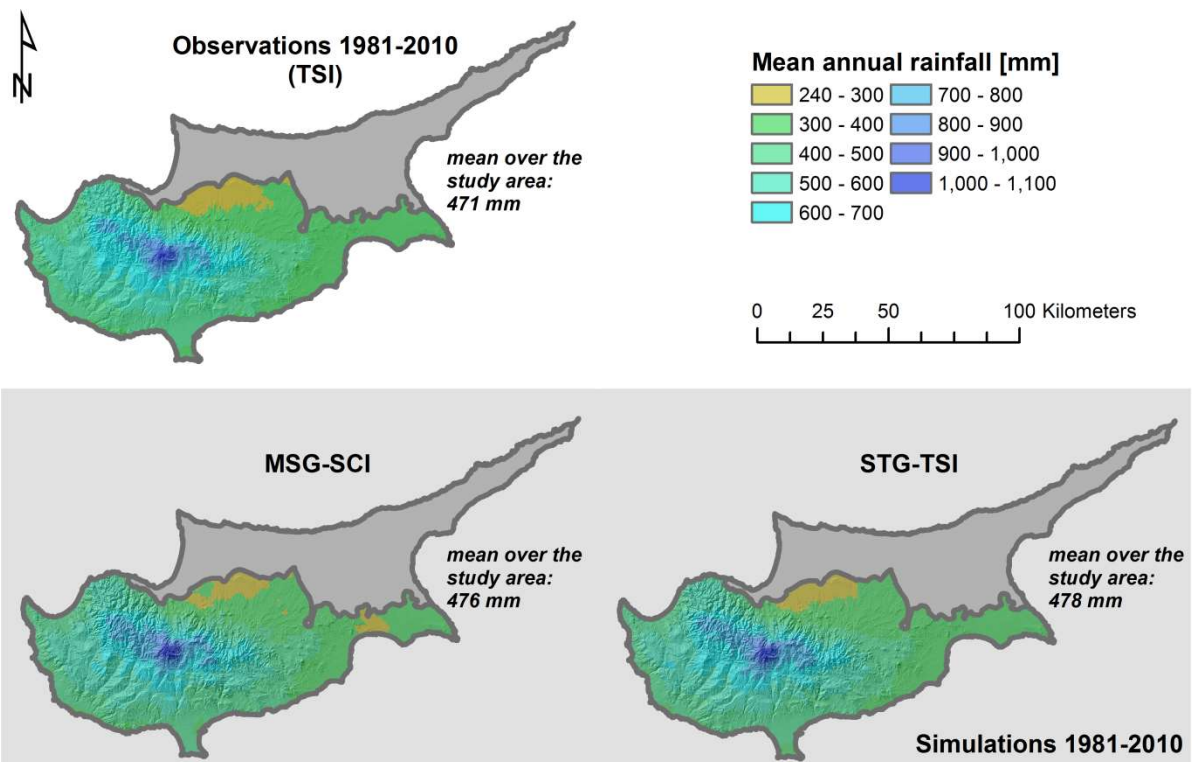 N
Observations 1981-2010
(TSI)
mean over the
study area:
471 mm
Mean annual rainfall [mm]
240 - 300
300 - 400
400 - 500
500 - 600
600 - 700
700 - 800
800 - 900
900 - 1,000
1,000 - 1,100
0 25 50 100 Kilometers
MSG-SCI
mean over the
study area:
476 mm
STG-TSI
mean over the
study area:
478 mm
Simulations 1981-2010